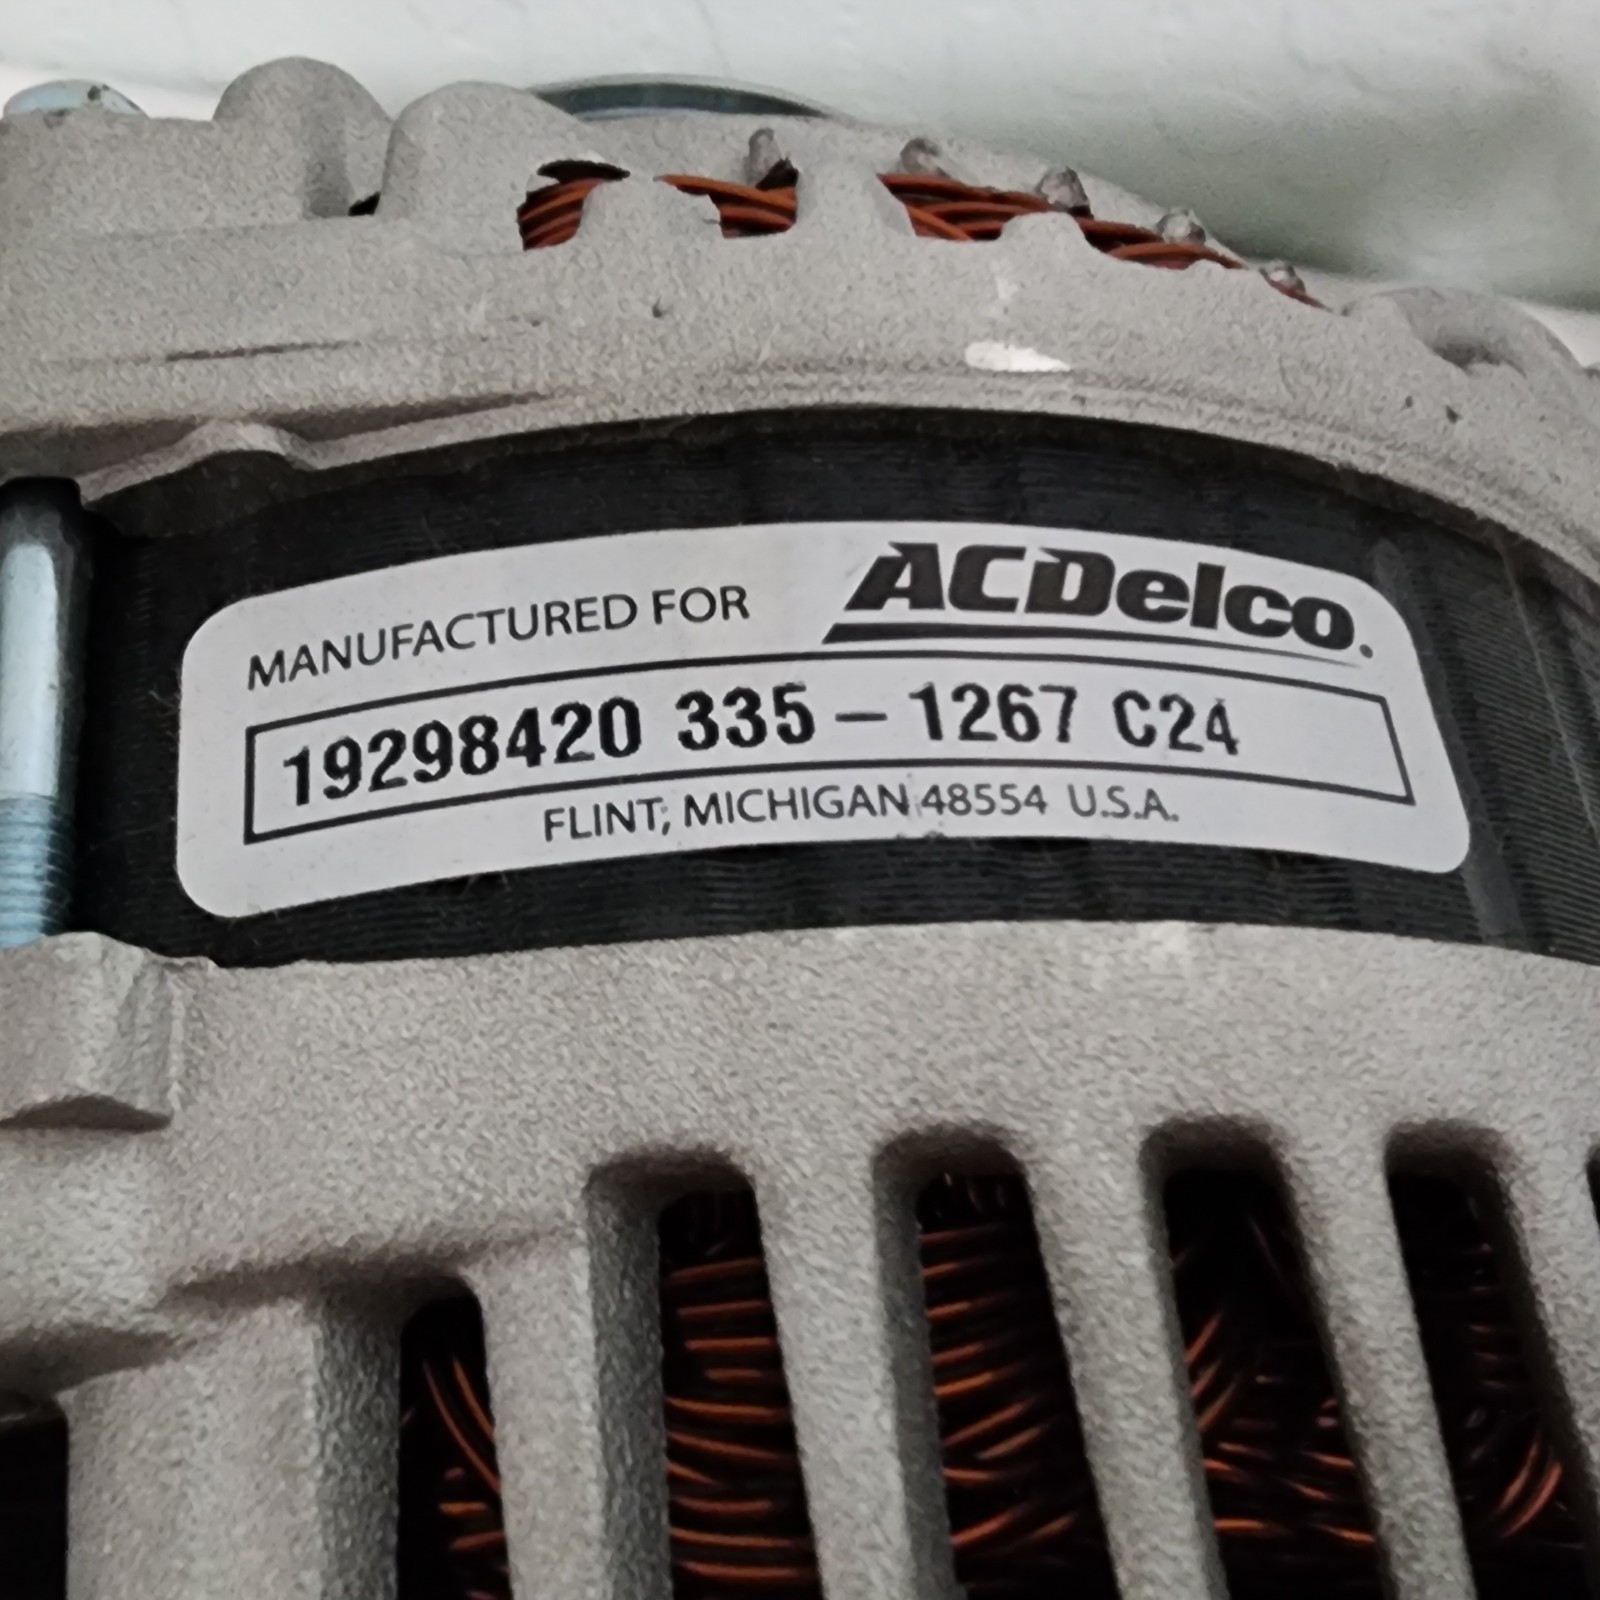 MANUFACTURED FOR ACDelco.
19298420 335-1267 C24
FLINT, MICHIGAN 48554 U.S.A.